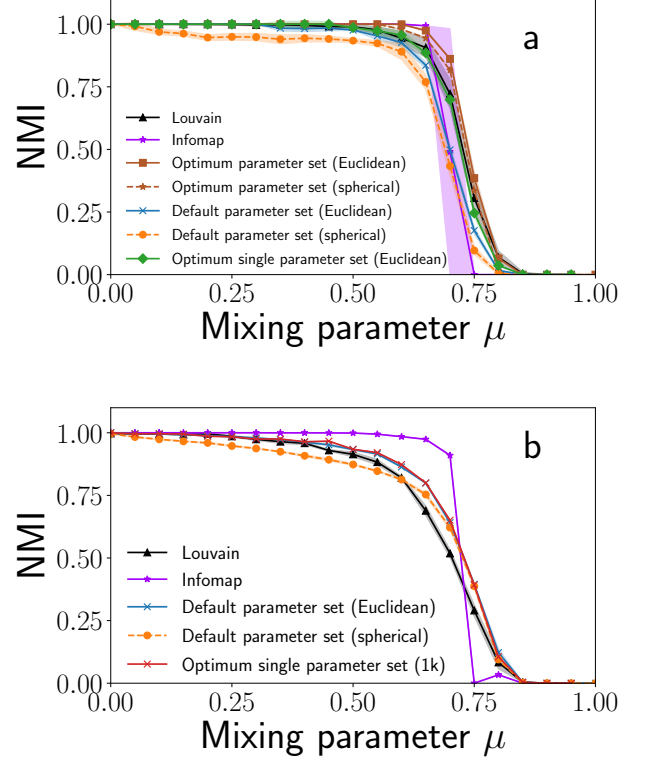 a
1.00
0.75
0.50
0.25
0.00
NMI
Louvain
Infomap
Optimum parameter set (Euclidean)
Optimum parameter set (spherical)
Default parameter set (Euclidean)
Default parameter set (spherical)
Optimum single parameter set (Euclidean)
0.00 0.25 0.50 0.75 1.00
Mixing parameter μ
b
1.00
0.75
0.50
0.25
0.00
NMI
Louvain
Infomap
Default parameter set (Euclidean)
Default parameter set (spherical)
Optimum single parameter set (1k)
0.00 0.25 0.50 0.75 1.00
Mixing parameter μ